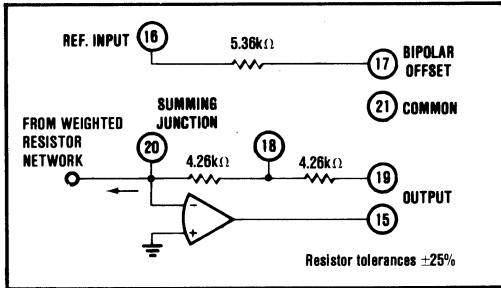 REF. INPUT
16
5.36kΩ
17
BIPOLAR
OFFSET
21
COMMON
SUMMING
JUNCTION
FROM WEIGHTED
RESISTOR
NETWORK
20
4.26kΩ
18
4.26kΩ
19
OUTPUT
15
−
+
Resistor tolerances ±25%